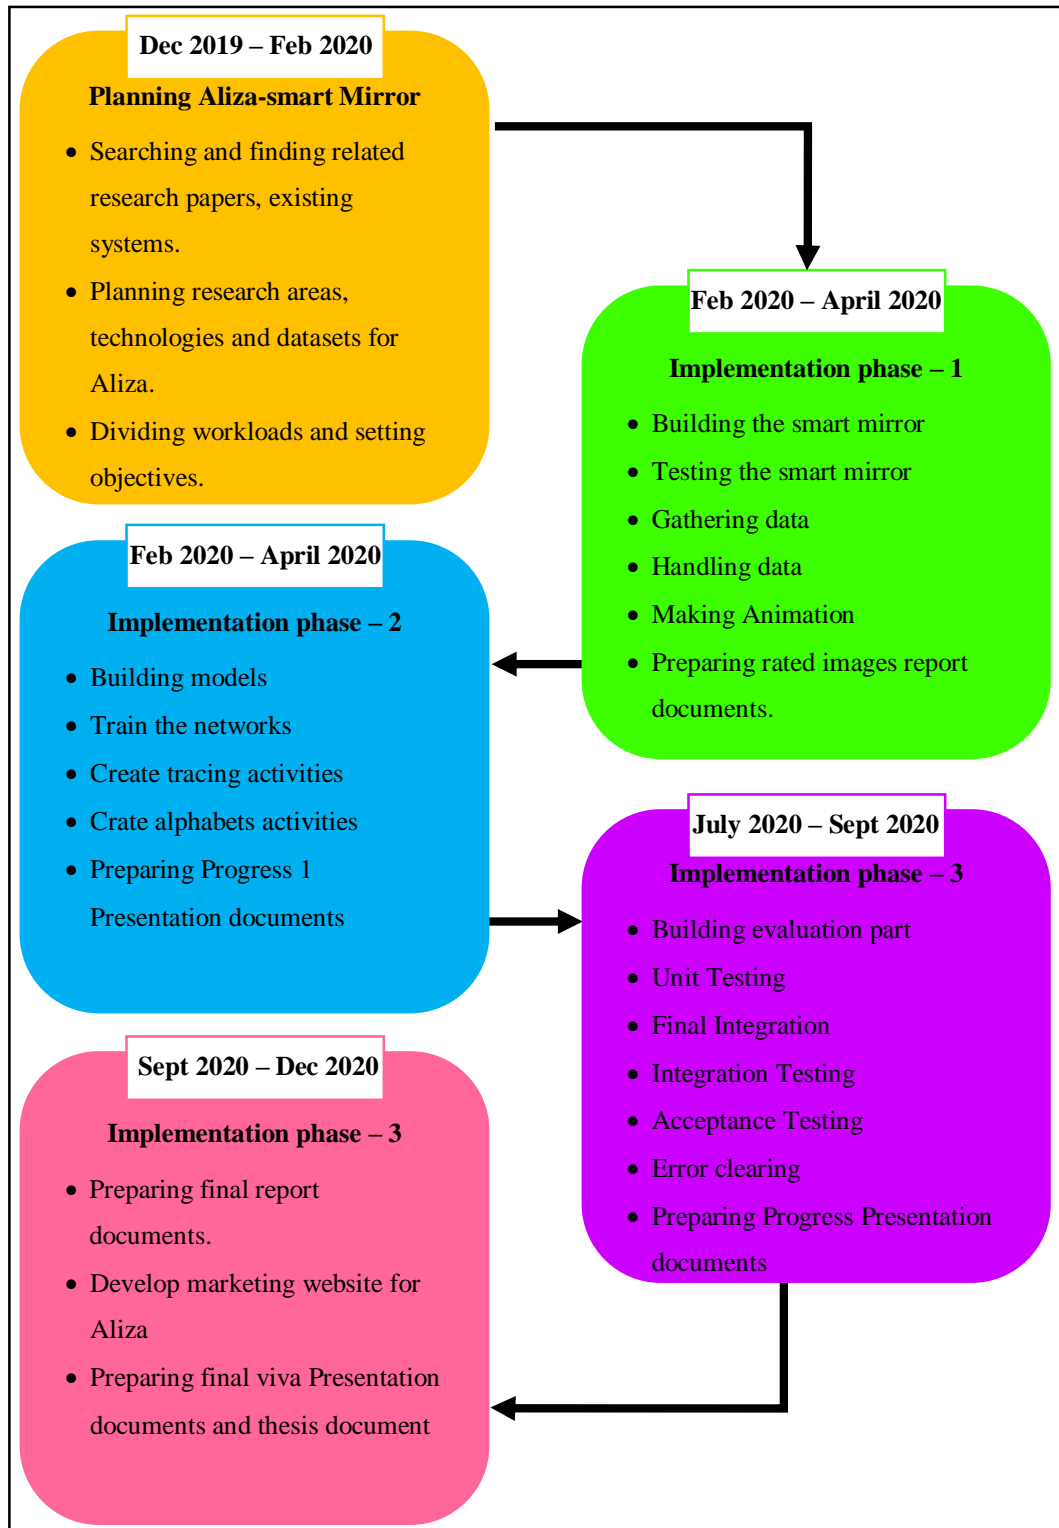 Dec 2019 – Feb 2020
Planning Aliza-smart Mirror
• Searching and finding related
research papers, existing
systems.
• Planning research areas,
technologies and datasets for
Aliza.
• Dividing workloads and setting
objectives.
Feb 2020 – April 2020
Implementation phase – 1
• Building the smart mirror
• Testing the smart mirror
• Gathering data
• Handling data
• Making Animation
• Preparing rated images report
documents.
Feb 2020 – April 2020
Implementation phase – 2
• Building models
• Train the networks
• Create tracing activities
• Crate alphabets activities
• Preparing Progress 1
Presentation documents
July 2020 – Sept 2020
Implementation phase – 3
• Building evaluation part
• Unit Testing
• Final Integration
• Integration Testing
• Acceptance Testing
• Error clearing
• Preparing Progress Presentation
documents
Sept 2020 – Dec 2020
Implementation phase – 3
• Preparing final report
documents.
• Develop marketing website for
Aliza
• Preparing final viva Presentation
documents and thesis document